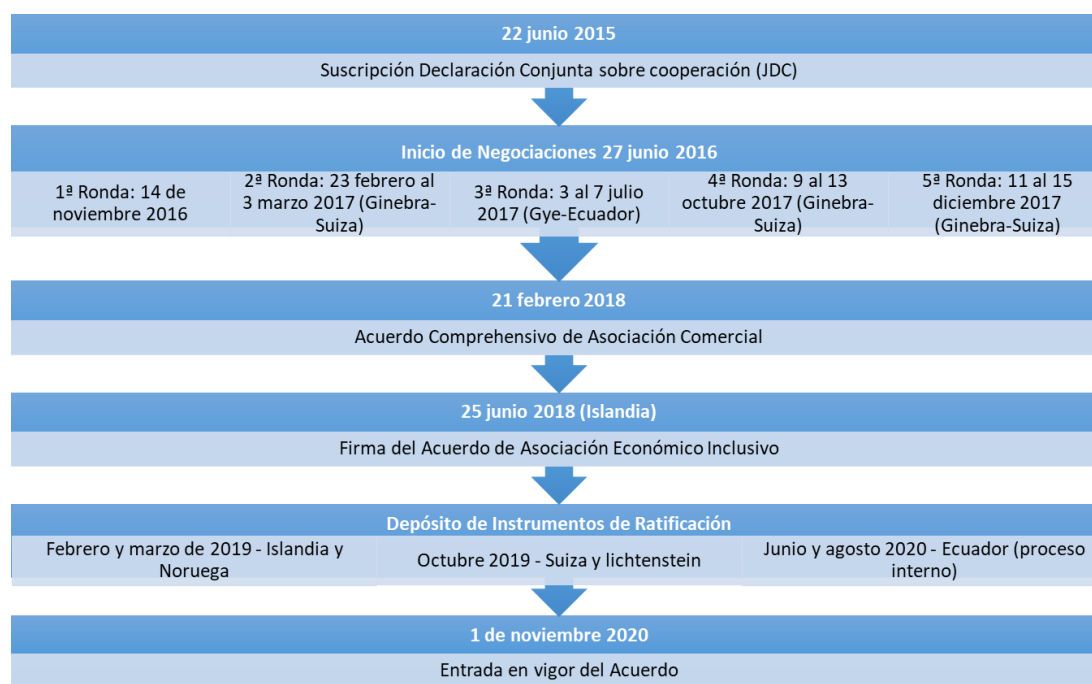 22 junio 2015
Suscripción Declaración Conjunta sobre cooperación (JDC)
Inicio de Negociaciones 27 junio 2016
1ª Ronda: 14 de
noviembre 2016
2ª Ronda: 23 febrero al
3 marzo 2017 (Ginebra-
Suiza)
3ª Ronda: 3 al 7 julio
2017 (Gye-Ecuador)
4ª Ronda: 9 al 13
octubre 2017 (Ginebra-
Suiza)
5ª Ronda: 11 al 15
diciembre 2017
(Ginebra-Suiza)
21 febrero 2018
Acuerdo Comprehensivo de Asociación Comercial
25 junio 2018 (Islandia)
Firma del Acuerdo de Asociación Económico Inclusivo
Depósito de Instrumentos de Ratificación
Febrero y marzo de 2019 - Islandia y
Noruega
Octubre 2019 - Suiza y lichtenstein
Junio y agosto 2020 - Ecuador (proceso
interno)
1 de noviembre 2020
Entrada en vigor del Acuerdo